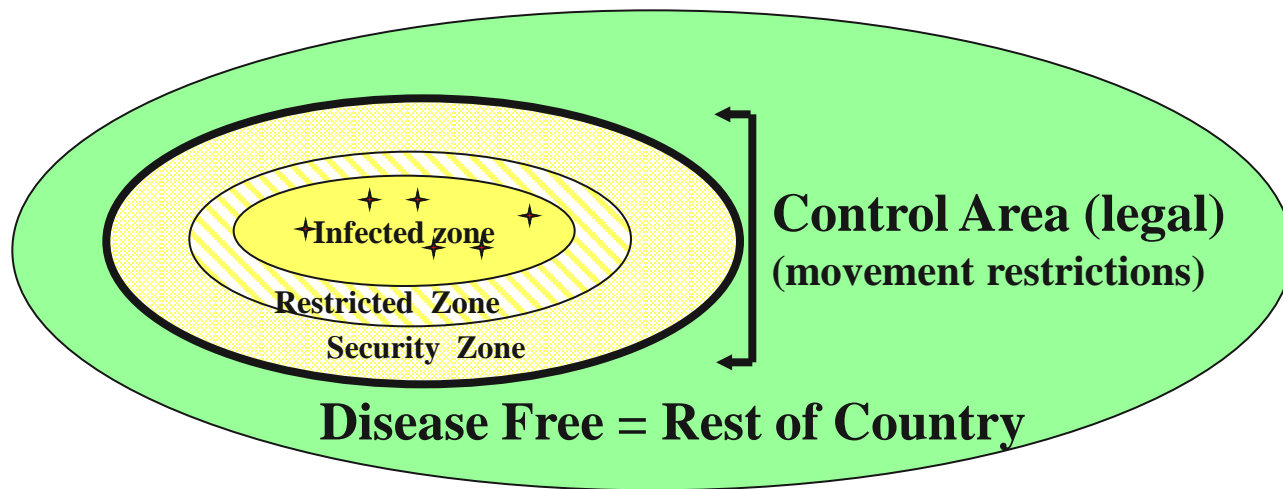 Infected zone
Restricted Zone
Security Zone
Control Area (legal)
(movement restrictions)
Disease Free = Rest of Country